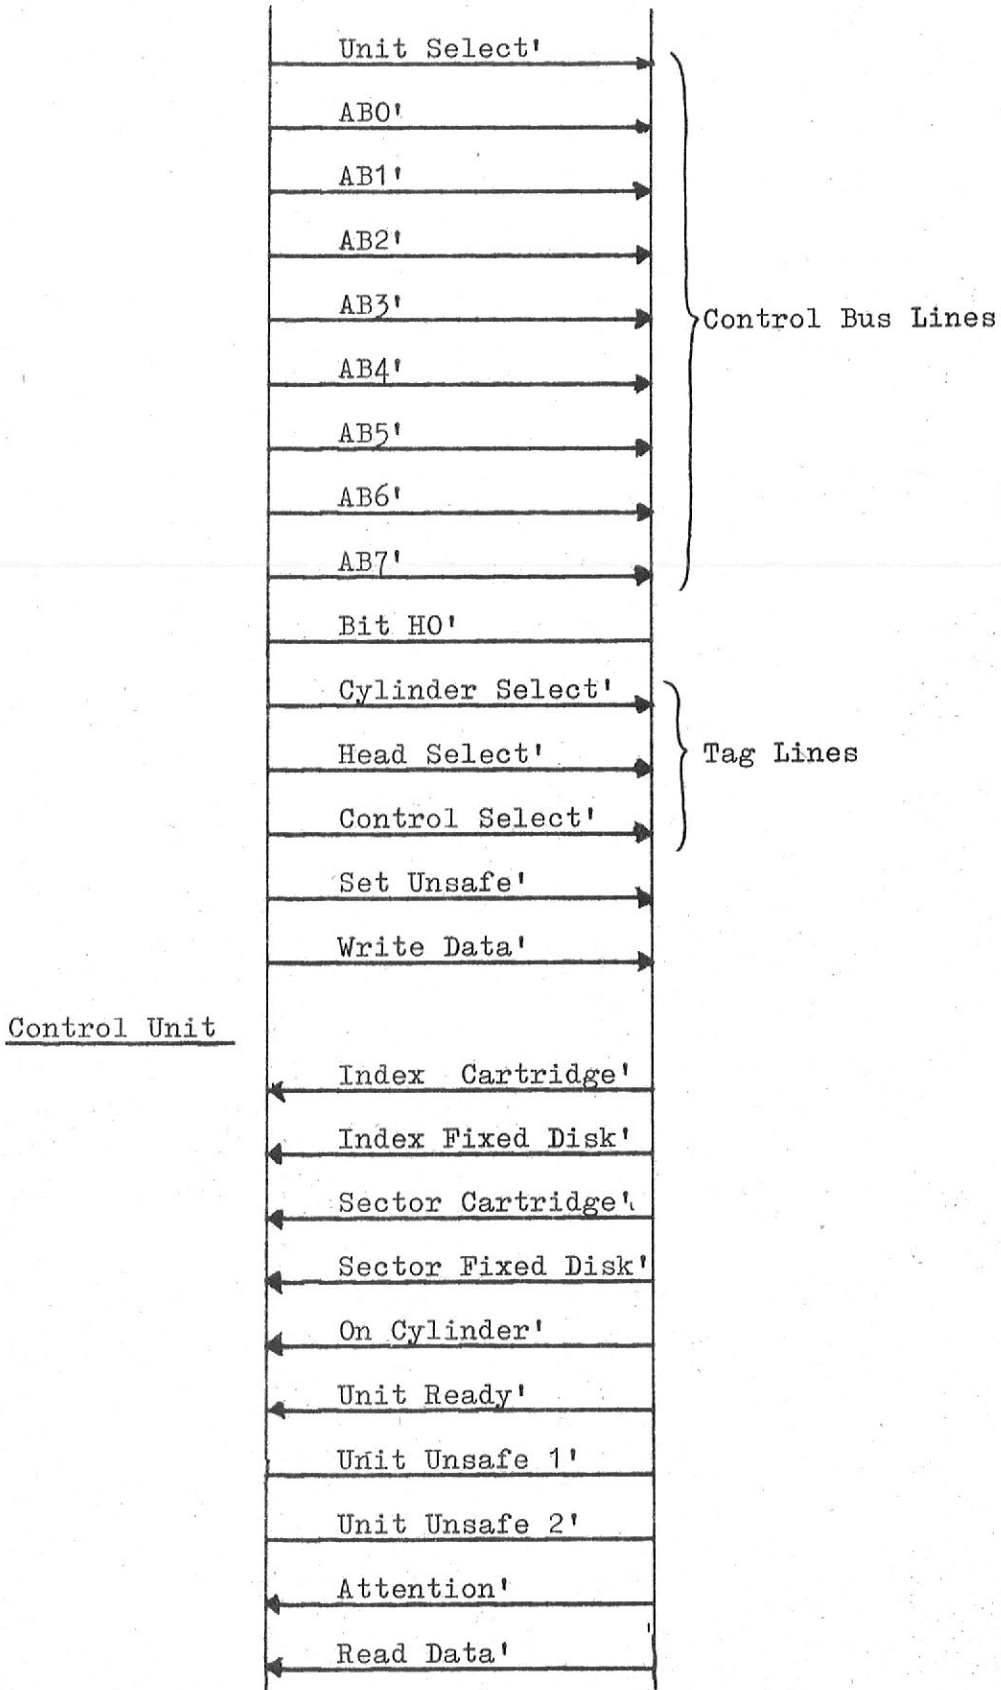 Unit Select'
AB0'
AB1'
AB2'
AB3'
Control Bus Lines
AB4'
AB5'
AB6'
AB7'
Bit H0'
Cylinder Select'
Head Select'
Tag Lines
Control Select'
Set Unsafe'
Write Data'
Control Unit
Index Cartridge'
Index Fixed Disk'
Sector Cartridge'
Sector Fixed Disk'
On Cylinder'
Unit Ready'
Unit Unsafe 1'
Unit Unsafe 2'
Attention'
Read Data'